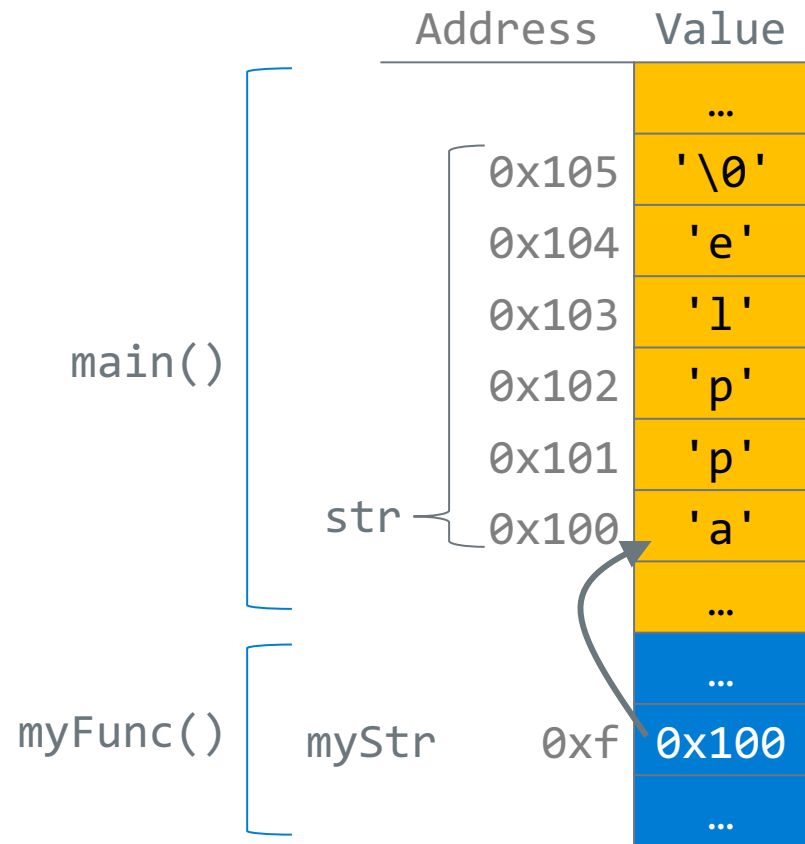 Address Value
…
0x105 '\0'
0x104 'e'
0x103 'l'
main()
0x102 'p'
0x101 'p'
str 0x100 'a'
…
…
myFunc() myStr 0xf 0x100
…